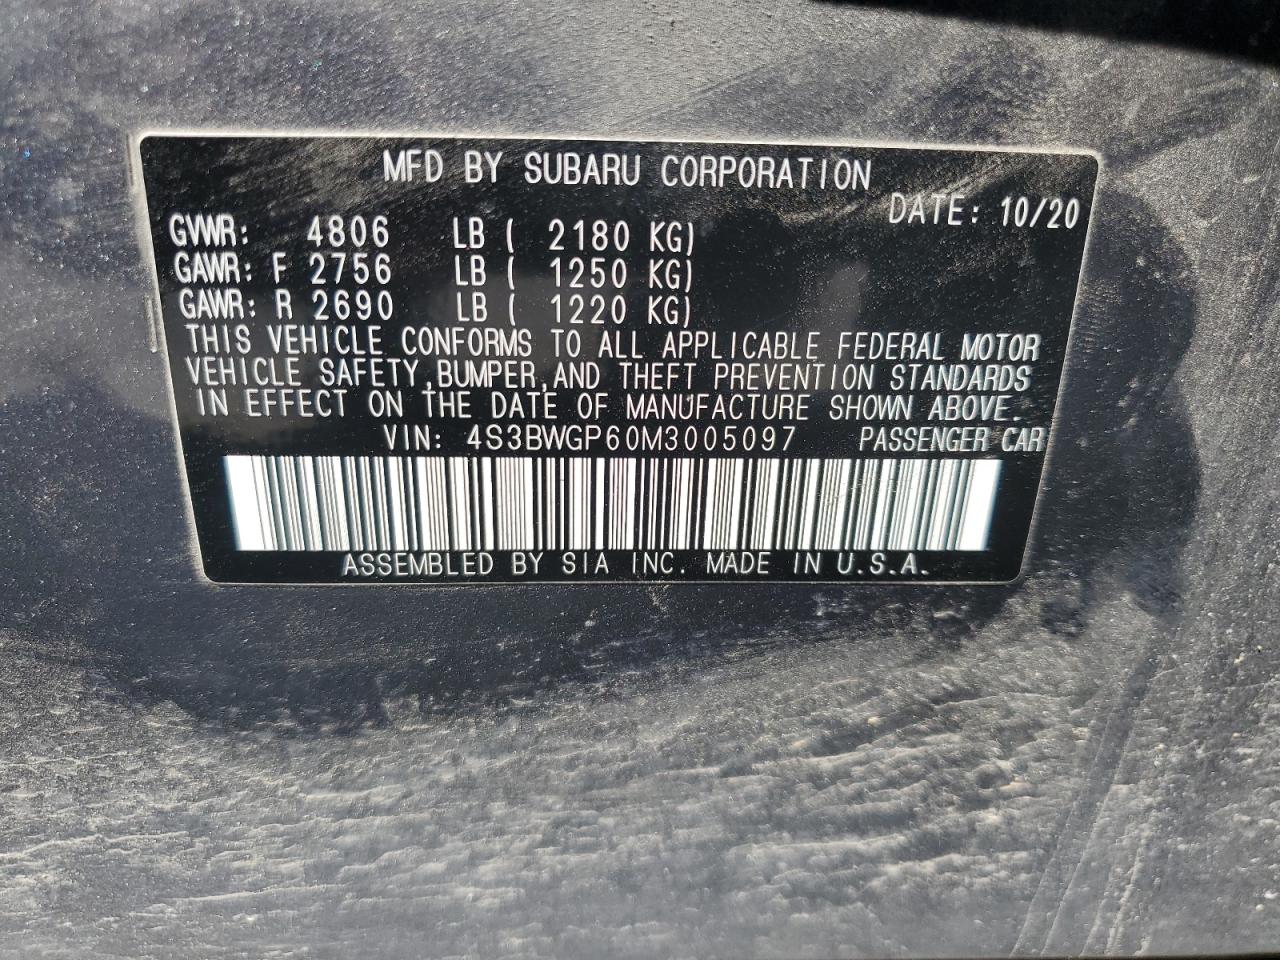 MFD BY SUBARU CORPORATION
DATE: 10/20
GVWR: 4806 LB ( 2180 KG)
GAWR: F 2756 LB ( 1250 KG)
GAWR: R 2690 LB ( 1220 KG)
THIS VEHICLE CONFORMS TO ALL APPLICABLE FEDERAL MOTOR
VEHICLE SAFETY,BUMPER,AND THEFT PREVENTION STANDARDS
IN EFFECT ON THE DATE OF MANUFACTURE SHOWN ABOVE.
VIN: 4S3BWGP60M3005097 PASSENGER CAR
ASSEMBLED BY SIA INC. MADE IN U.S.A.